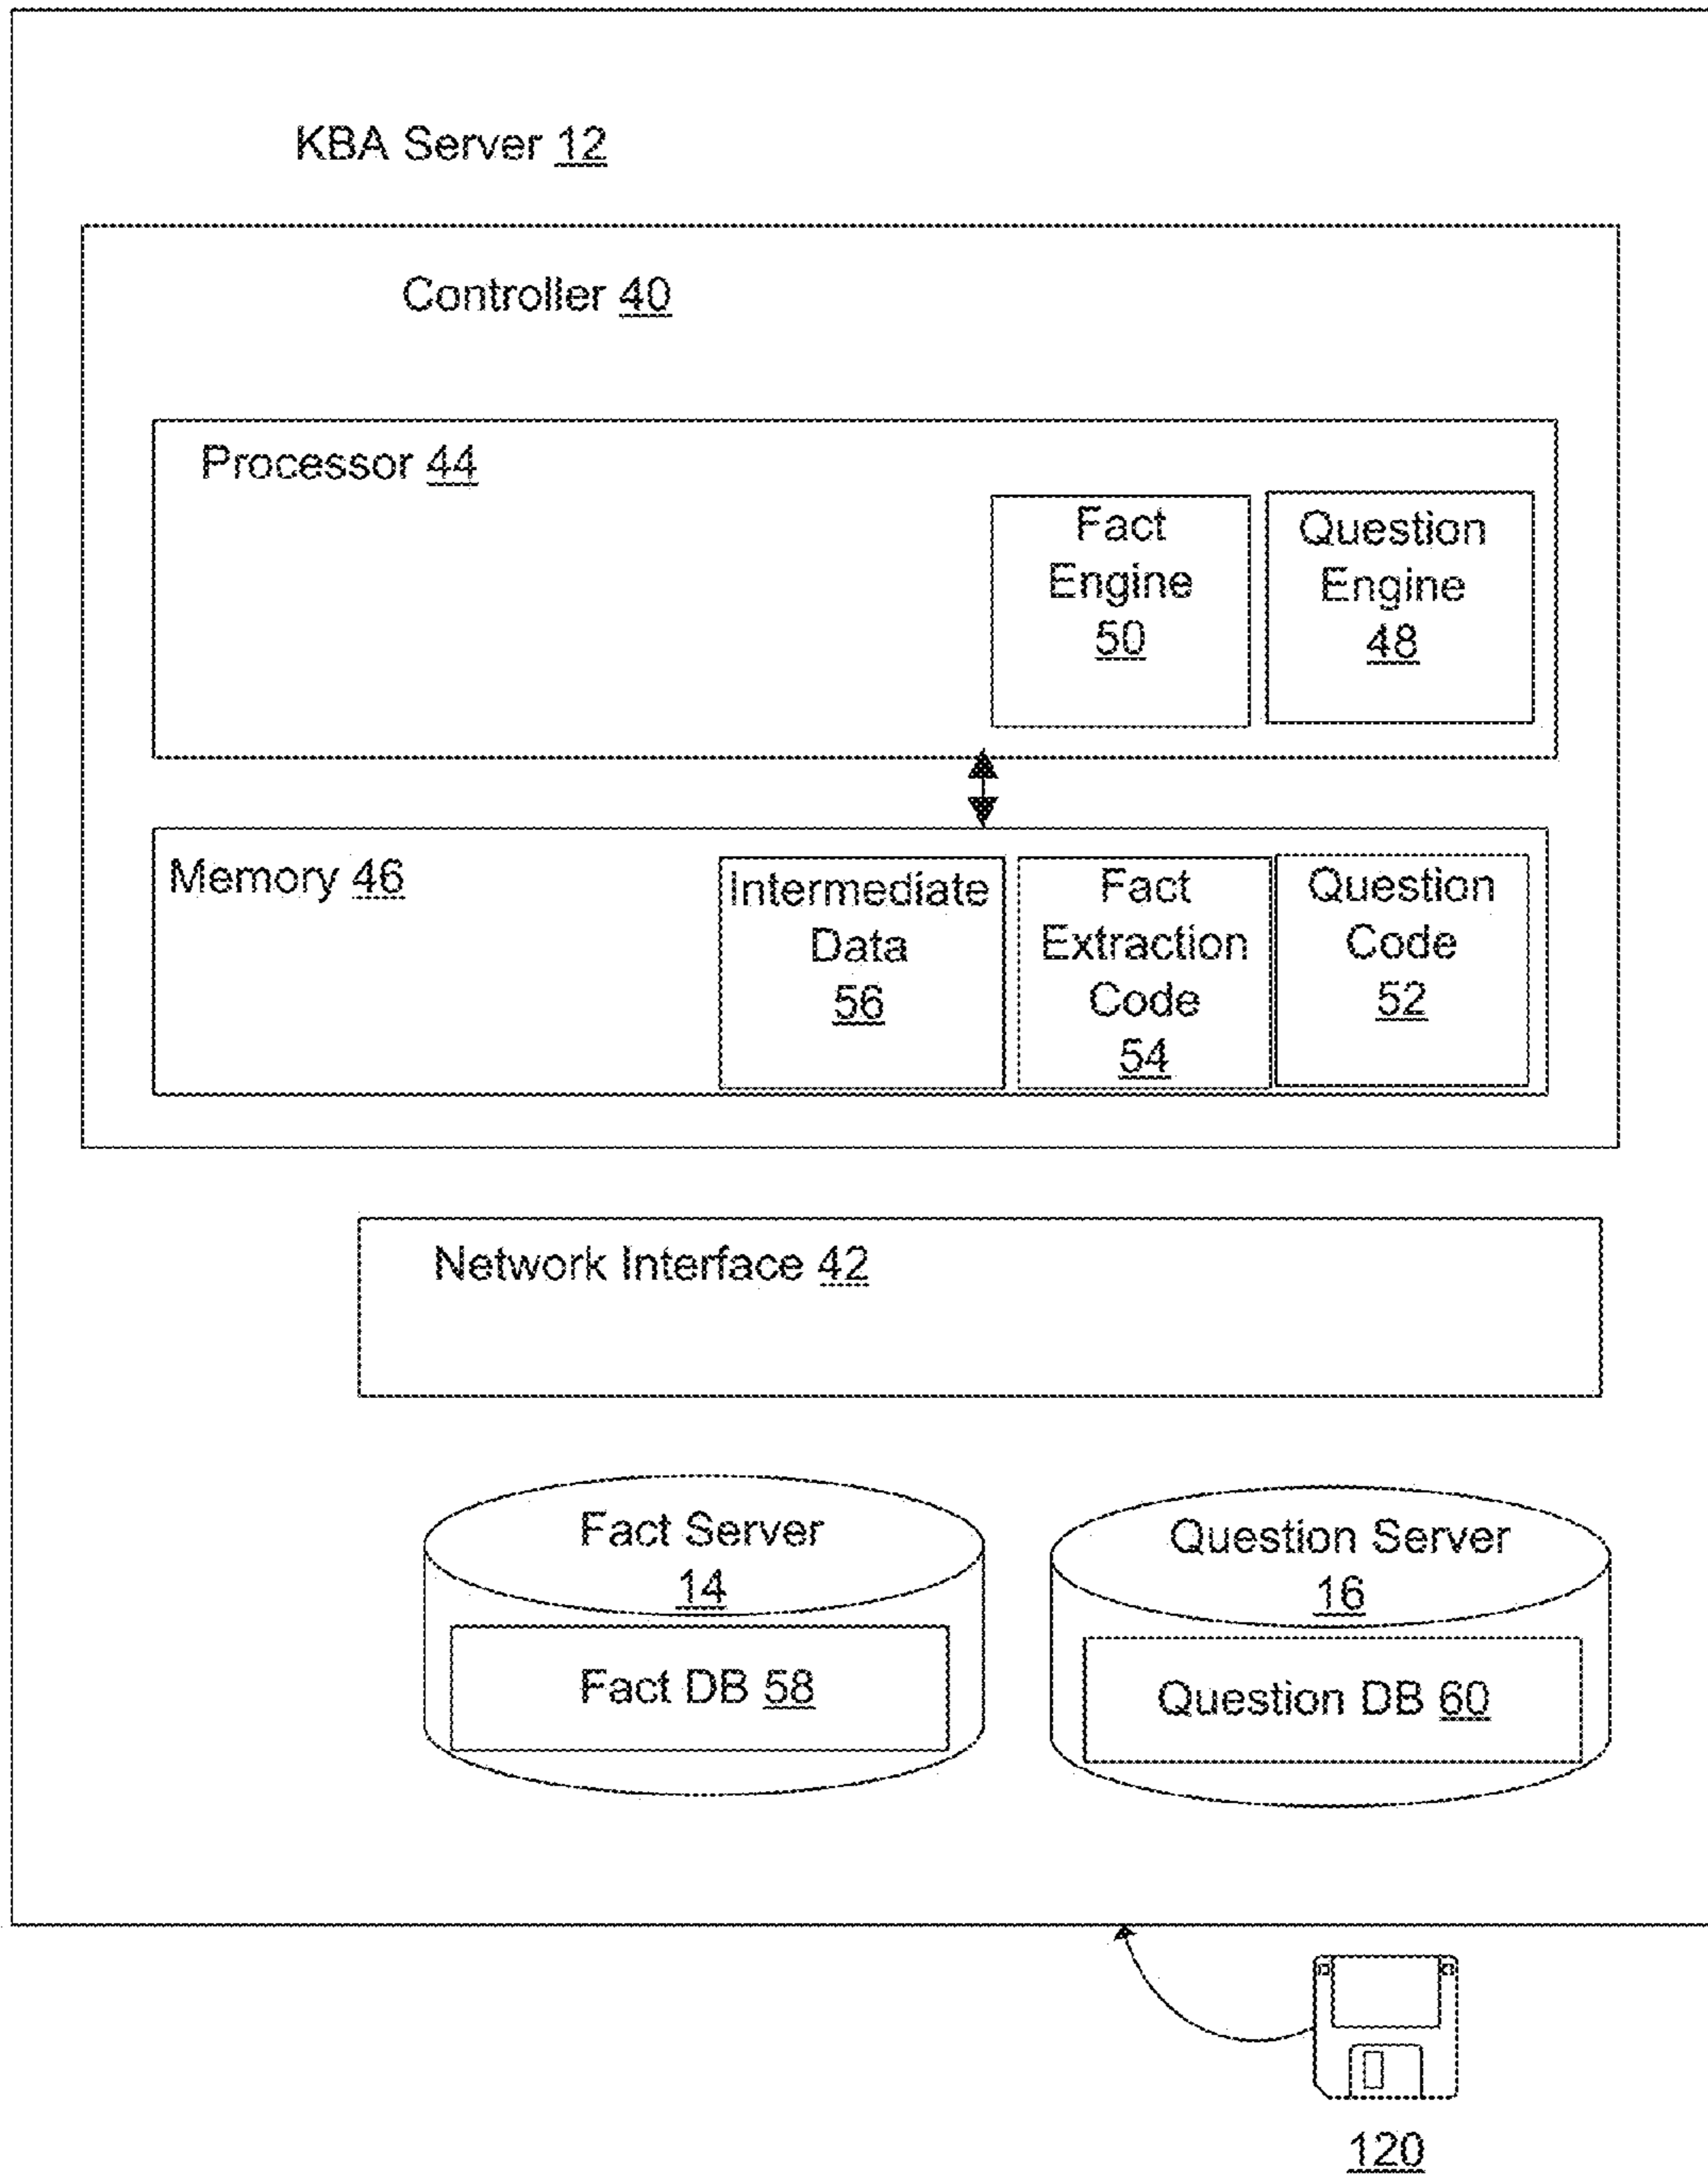 KBA Server 12
Controller 40
Processor 44
Fact
Engine
50
Question
Engine
48
Memory 46
Intermediate
Data
56
Fact
Extraction
Code
54
Question
Code
52
Network Interface 42
Fact Server
14
Fact DB 58
Question Server
16
Question DB 60
120